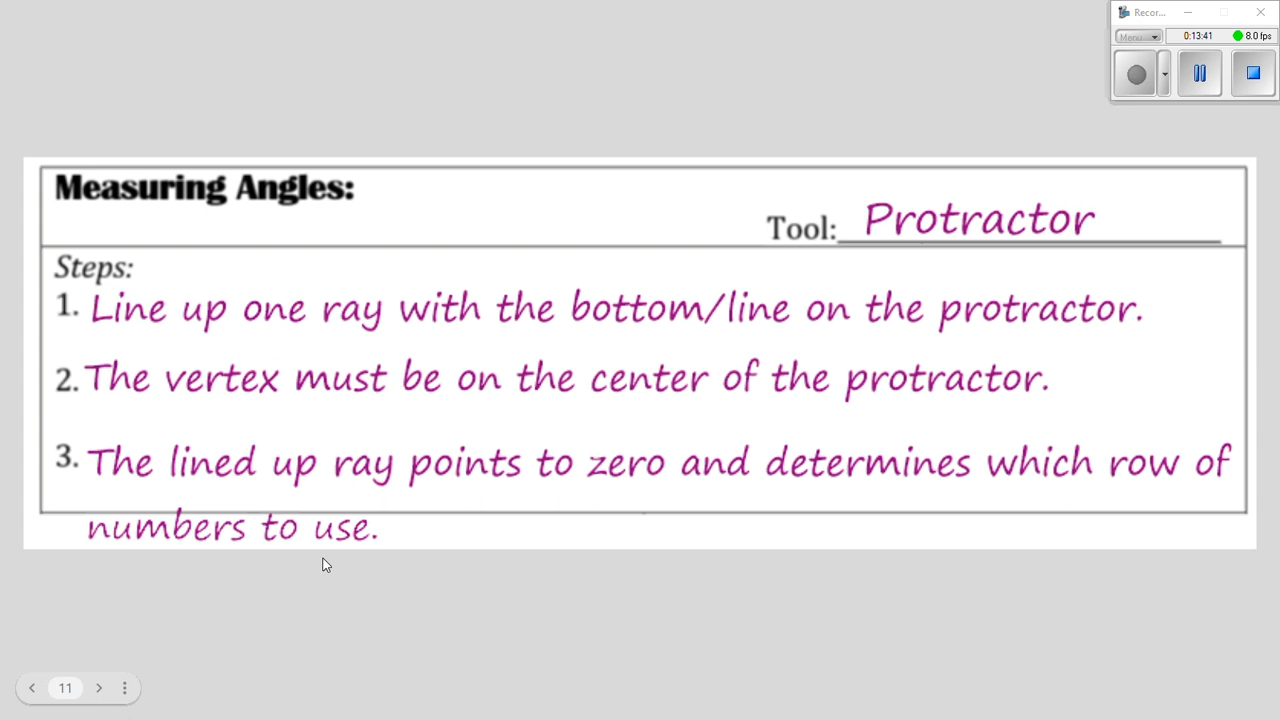 Recor...
Menu
0:13:41
8.0 fps
Measuring Angles:
Tool: Protractor
Steps:
1. Line up one ray with the bottom/line on the protractor.
2. The vertex must be on the center of the protractor.
3. The lined up ray points to zero and determines which row of
numbers to use.
11